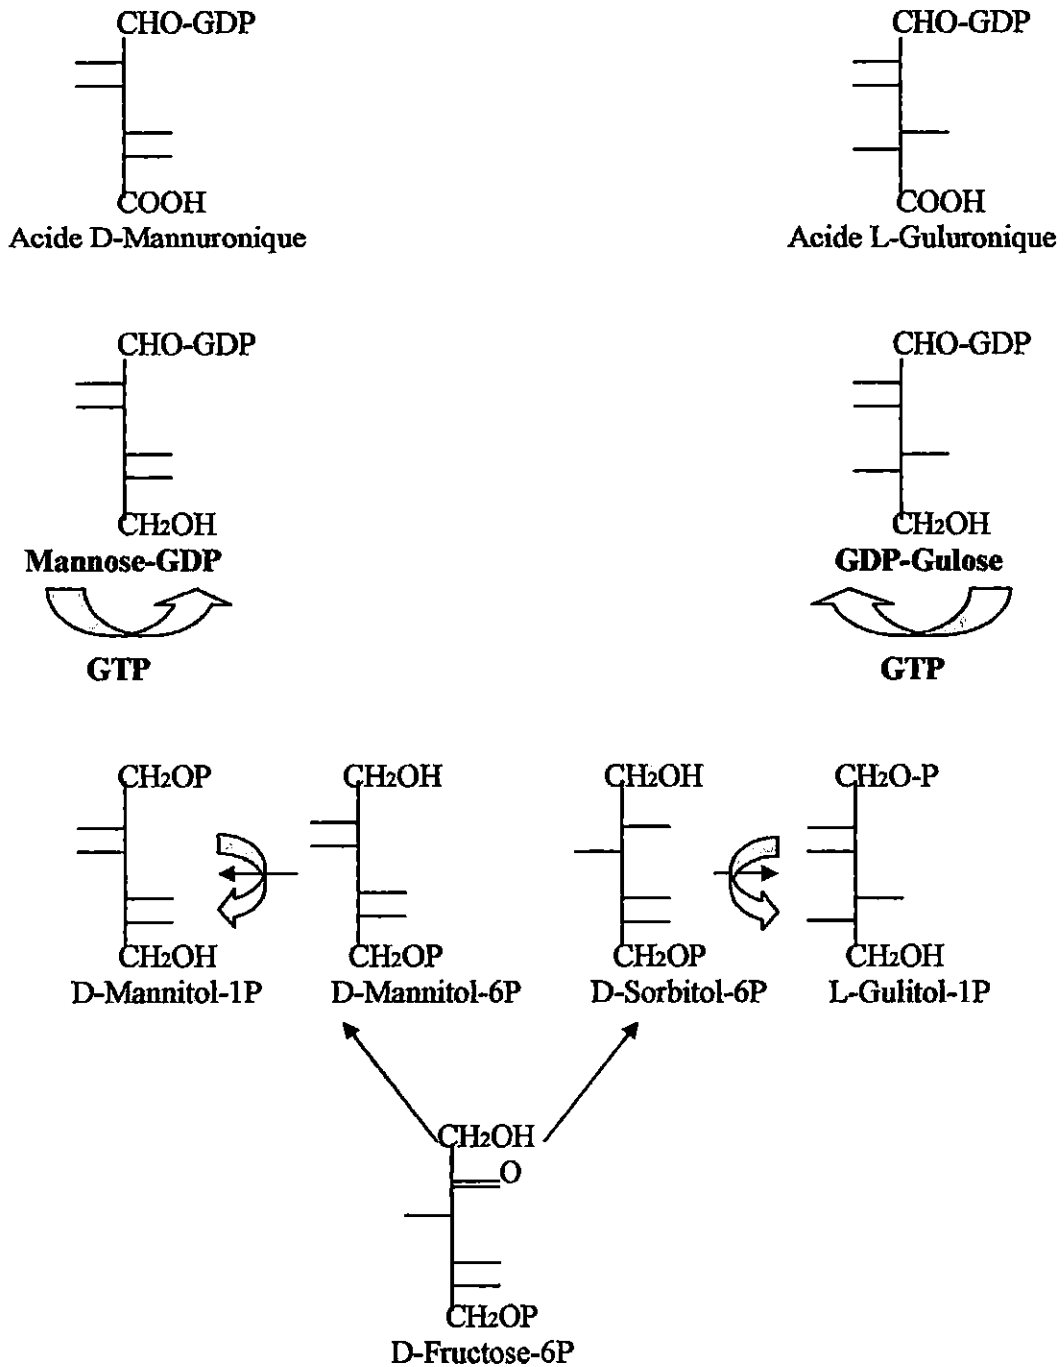 CHO-GDP CHO-GDP
COOH COOH
Acide D-Mannuronique Acide L-Guluronique
CHO-GDP CHO-GDP
CH2OH CH2OH
Mannose-GDP GDP-Gulose
GTP GTP
CH2OP CH2OH CH2OH CH2O-P
CH2OH CH2OP CH2OP CH2OH
D-Mannitol-1P D-Mannitol-6P D-Sorbitol-6P L-Gulitol-1P
CH2OH
O
CH2OP
D-Fructose-6P